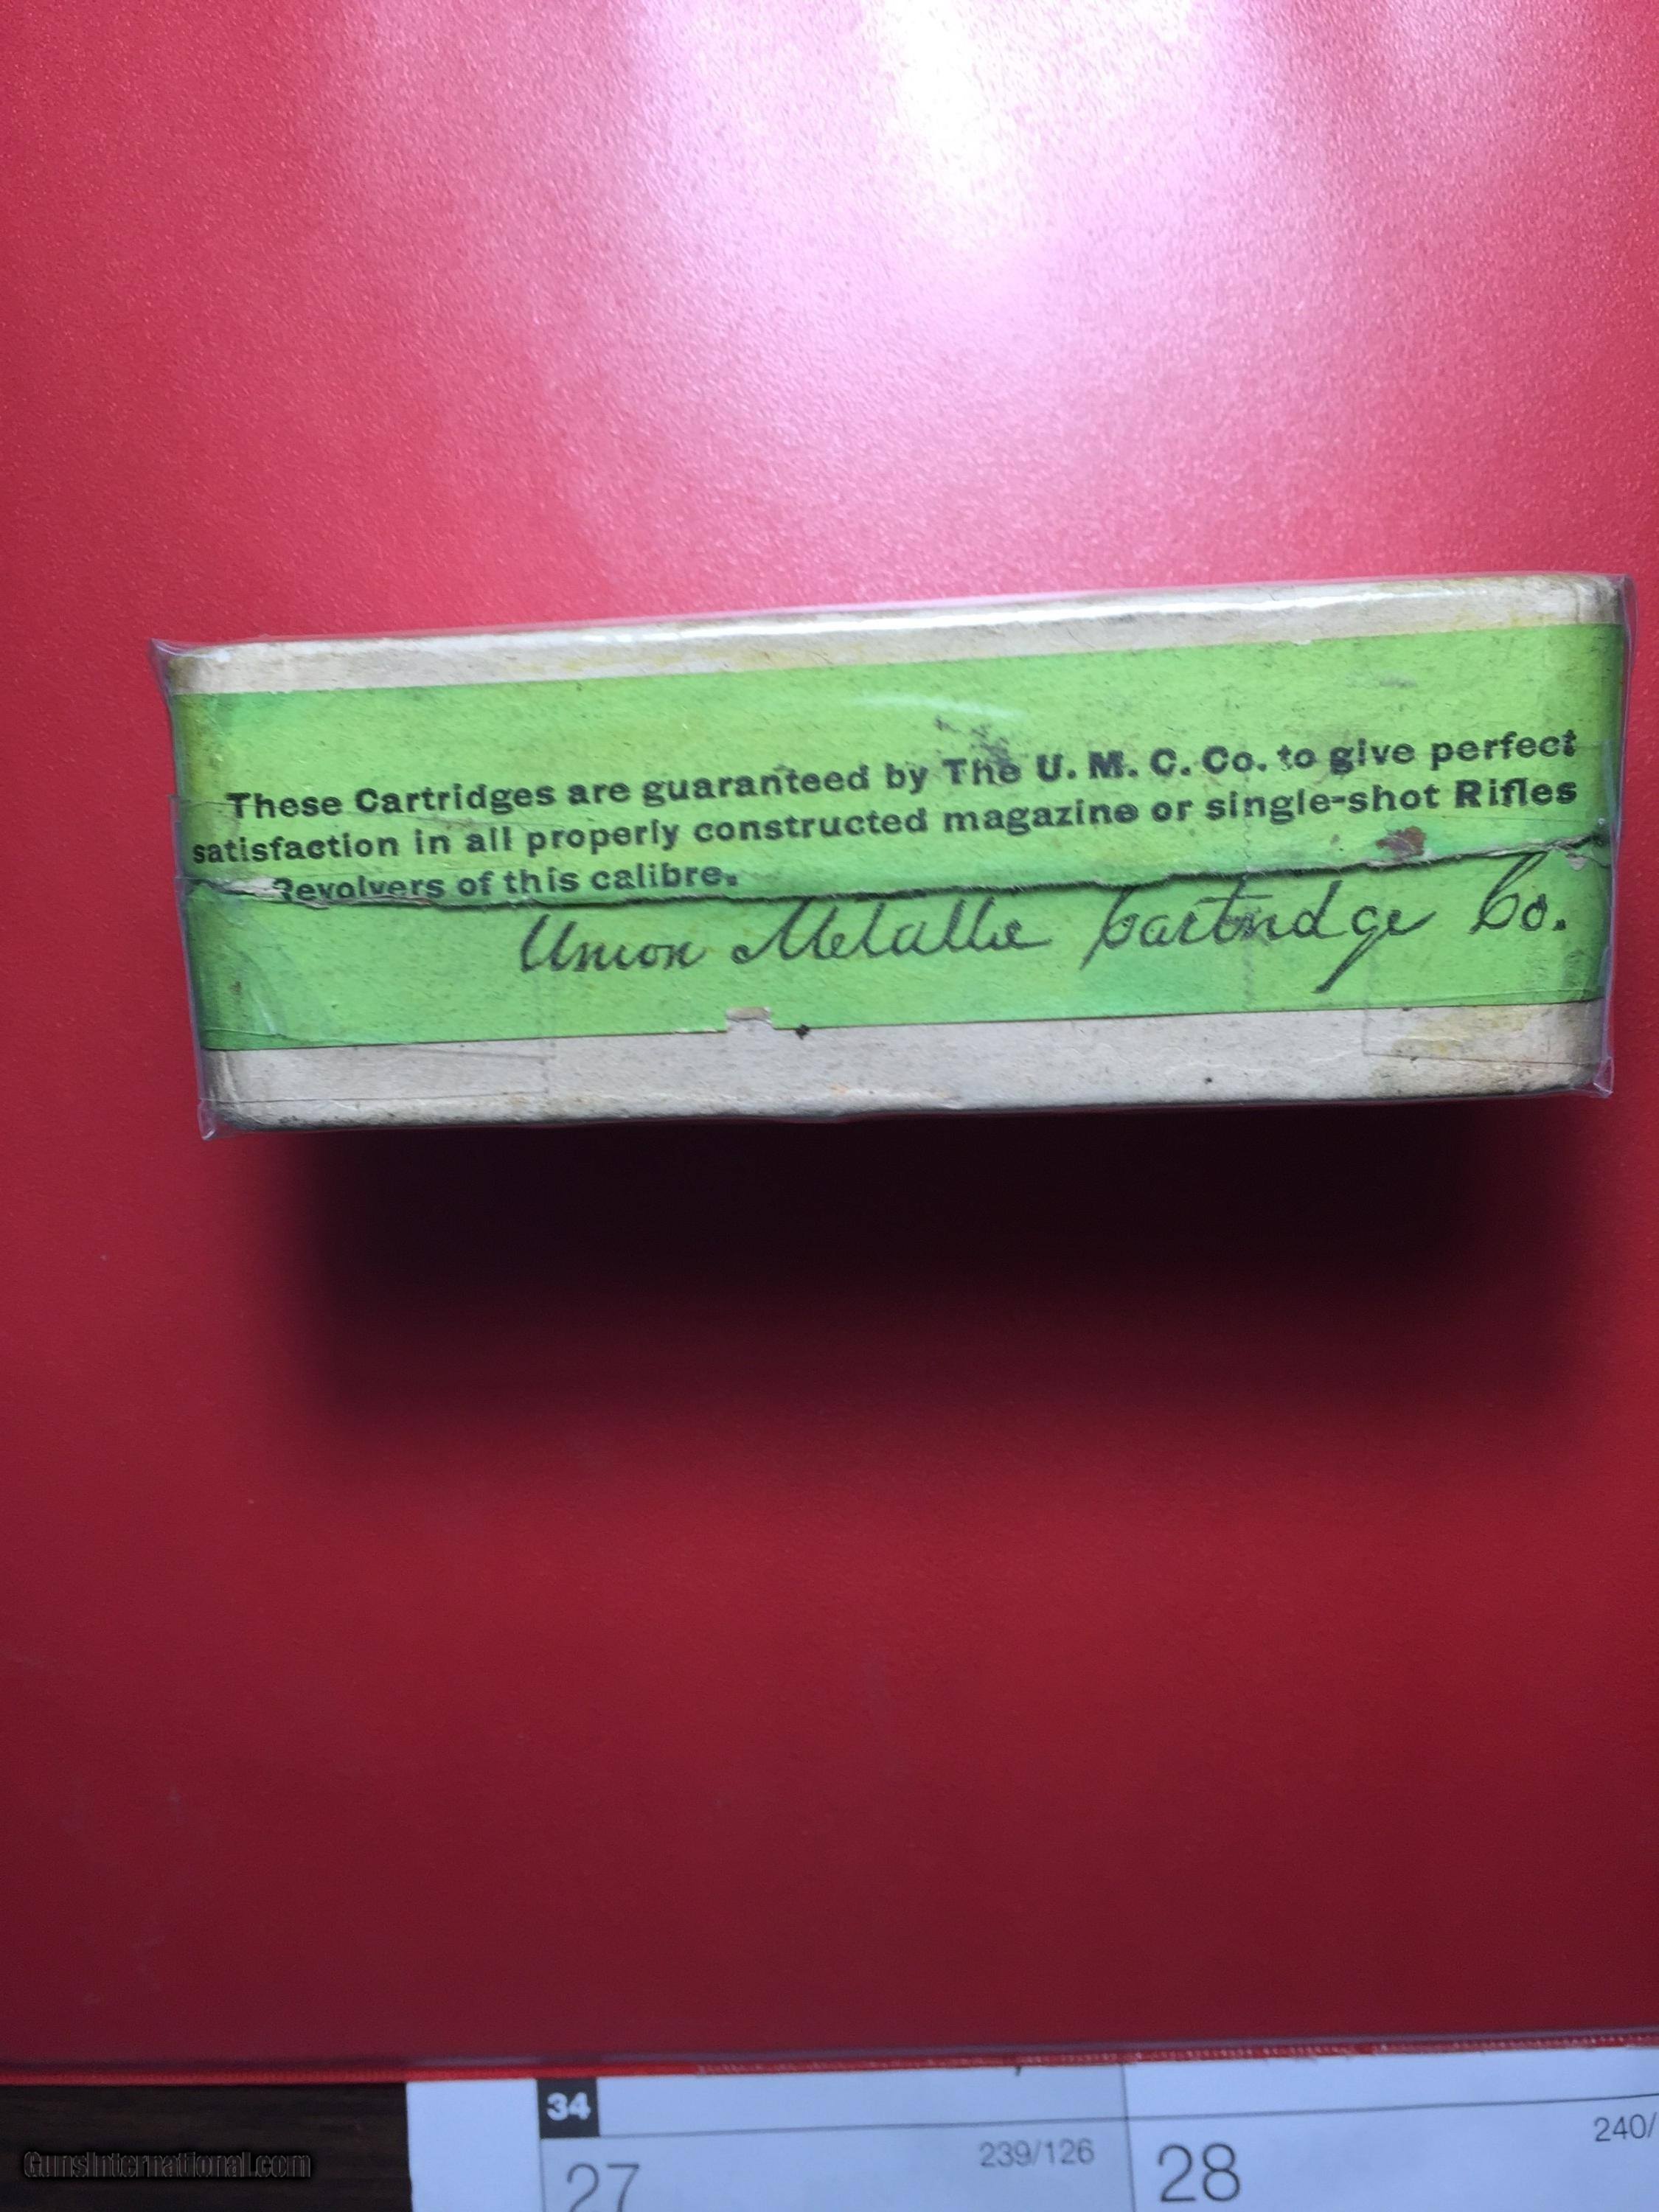 These Cartridges are guaranteed by The U. M. C. Co. to give perfect
satisfaction in all properly constructed magazine or single-shot Rifles
Revolvers of this calibre.
Union Metallic Cartridge Co.
34
239/126
240/
27
28
GunsInternational.com